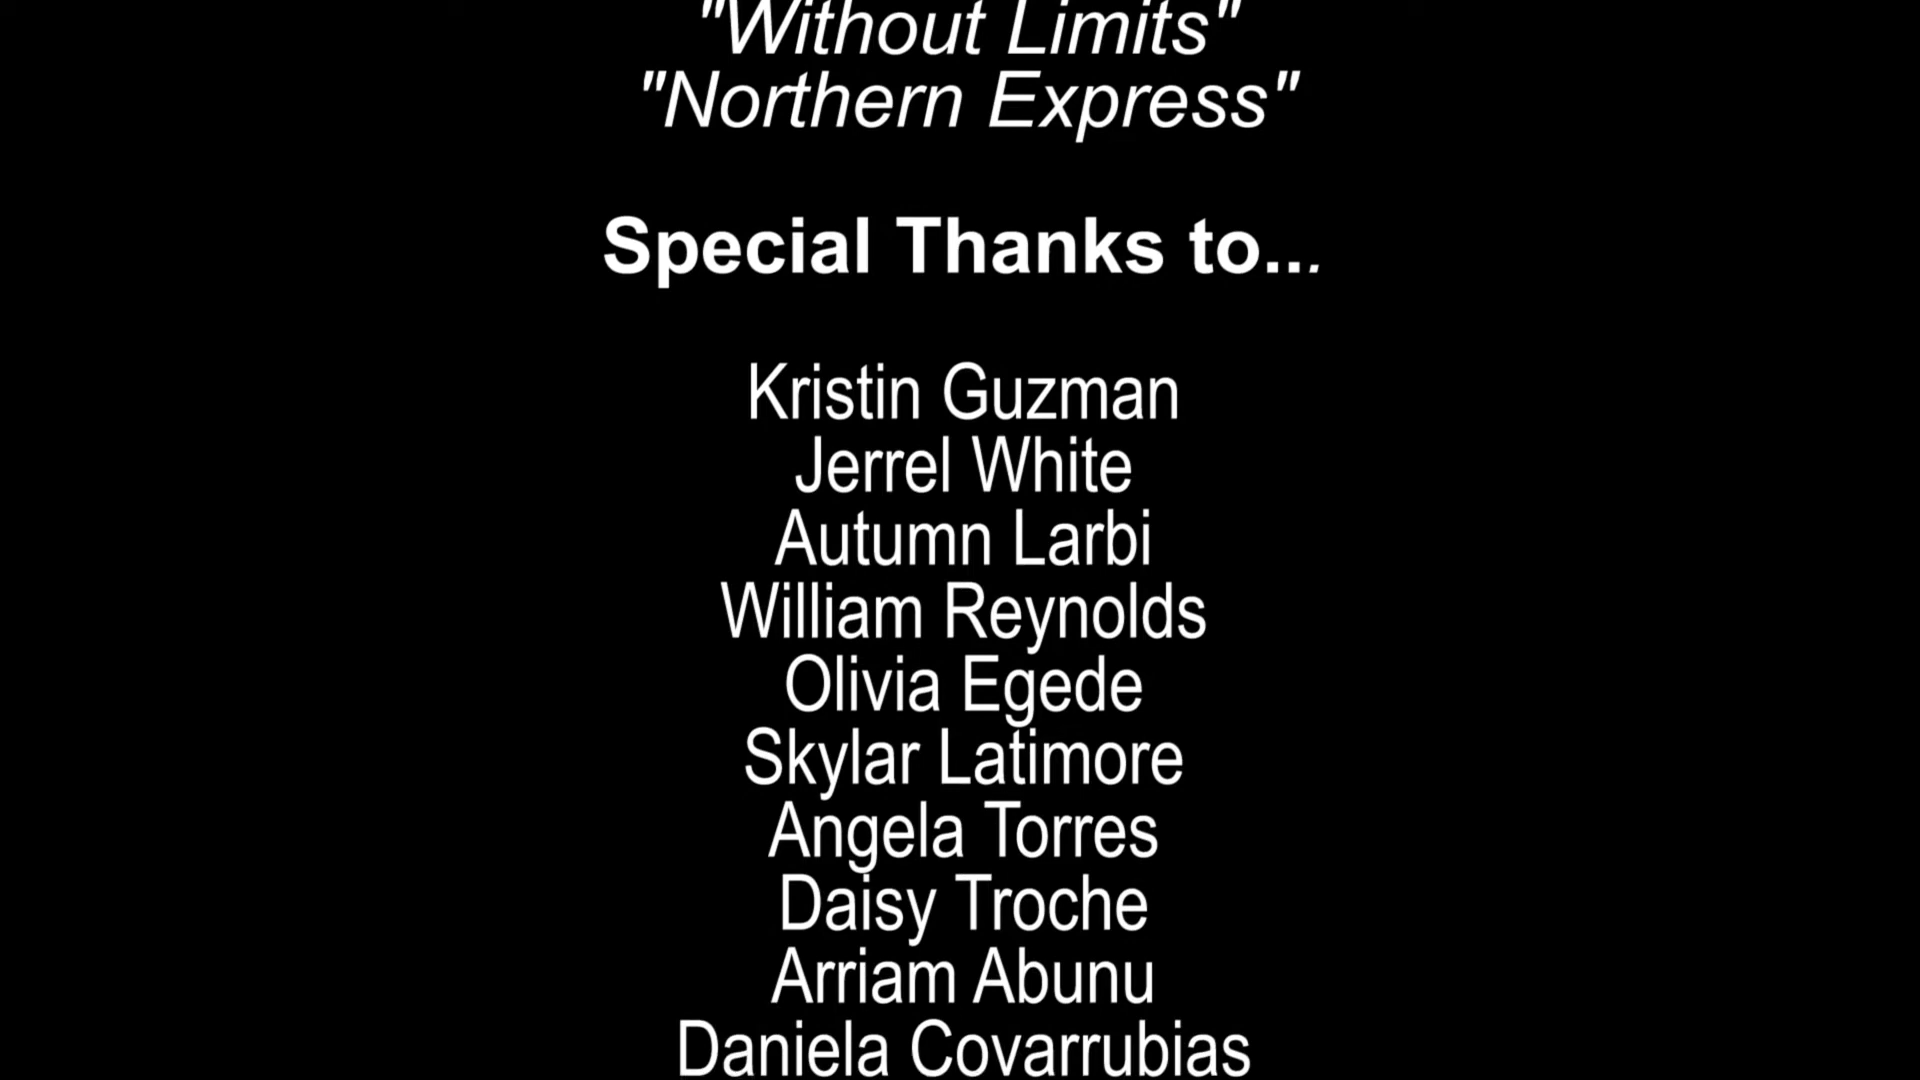 "Without Limits"
"Northern Express"
Special Thanks to...
Kristin Guzman
Jerrel White
Autumn Larbi
William Reynolds
Olivia Egede
Skylar Latimore
Angela Torres
Daisy Troche
Arriam Abunu
Daniela Covarrubias